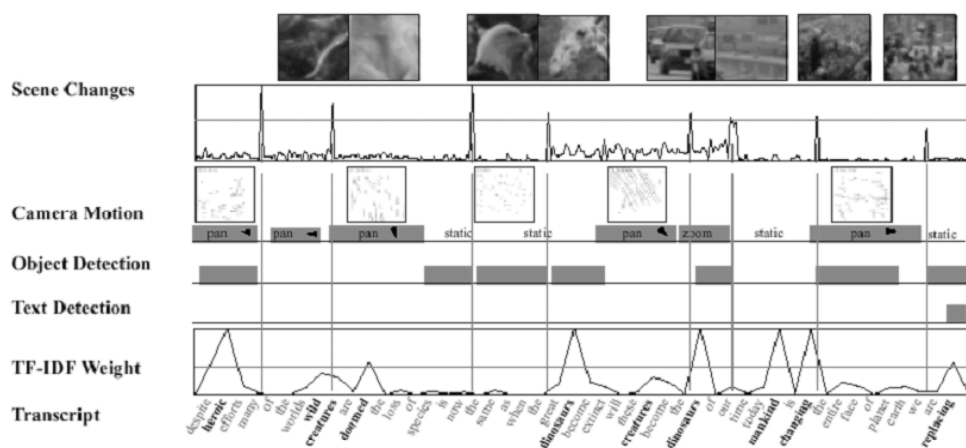 Scene Changes
Camera Motion
pan pan pan static static pan zoom static pan static
Object Detection
Text Detection
TF-IDF Weight
Transcript
despite heroic efforts many of the worlds wild creatures are doomed the loss of species is now the same as when the great dinosaurs become extinct will these creatures become the dinosaurs of our time today mankind is changing the entire face of planet earth we are replacing